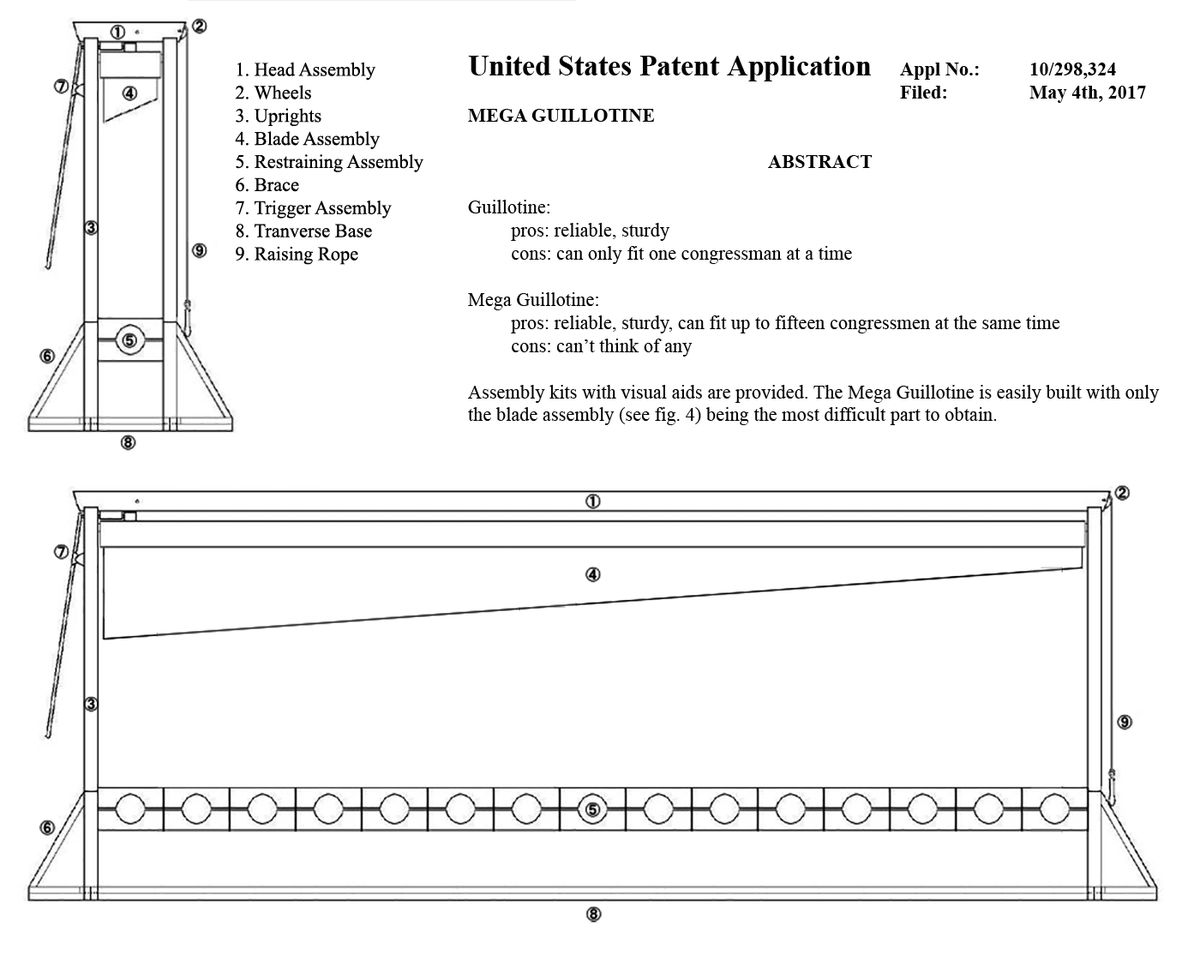 ① ②
1. Head Assembly
2. Wheels
3. Uprights
4. Blade Assembly
5. Restraining Assembly
6. Brace
7. Trigger Assembly
8. Tranverse Base
9. Raising Rope
⑦
④
③
⑨
⑤
⑥
⑧
United States Patent Application
Appl No.: 10/298,324
Filed: May 4th, 2017
MEGA GUILLOTINE
ABSTRACT
Guillotine:
pros: reliable, sturdy
cons: can only fit one congressman at a time
Mega Guillotine:
pros: reliable, sturdy, can fit up to fifteen congressmen at the same time
cons: can’t think of any
Assembly kits with visual aids are provided. The Mega Guillotine is easily built with only
the blade assembly (see fig. 4) being the most difficult part to obtain.
②
①
⑦
④
③
⑨
⑤
⑥
⑧